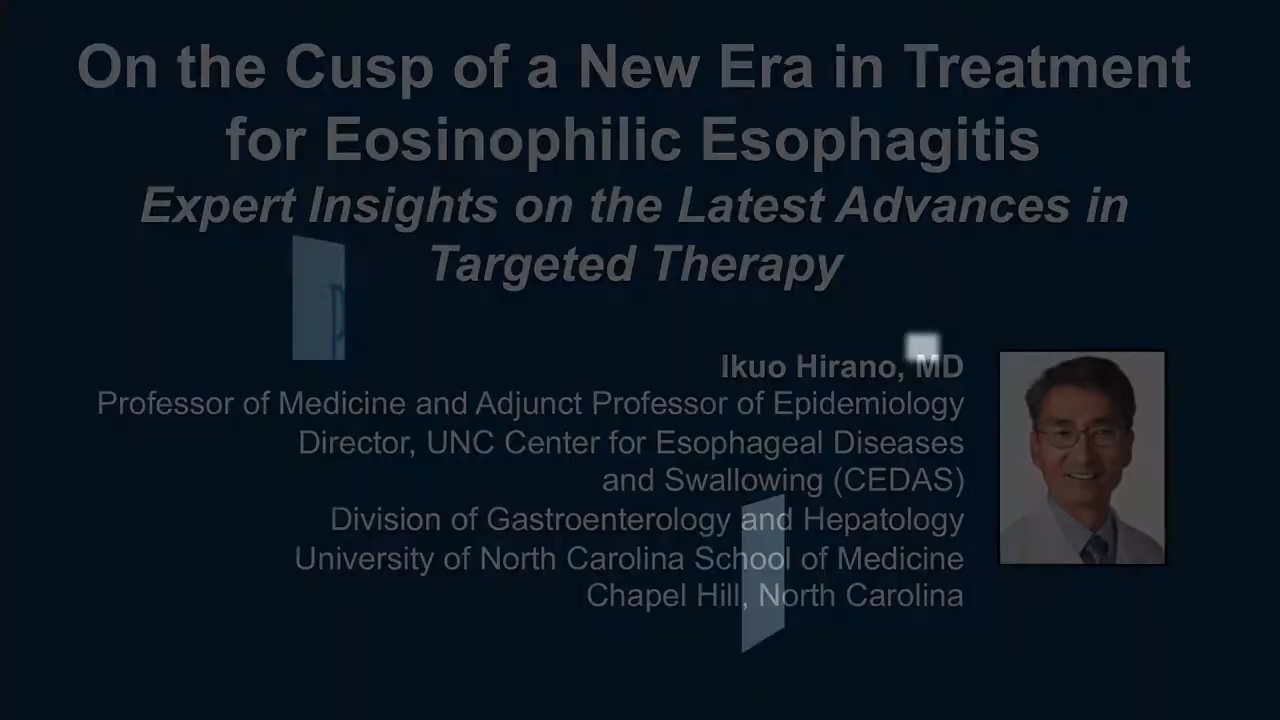 On the Cusp of a New Era in Treatment
for Eosinophilic Esophagitis
Expert Insights on the Latest Advances in
Targeted Therapy
Ikuo Hirano, MD
Professor of Medicine and Adjunct Professor of Epidemiology
Director, UNC Center for Esophageal Diseases
and Swallowing (CEDAS)
Division of Gastroenterology and Hepatology
University of North Carolina School of Medicine
Chapel Hill, North Carolina